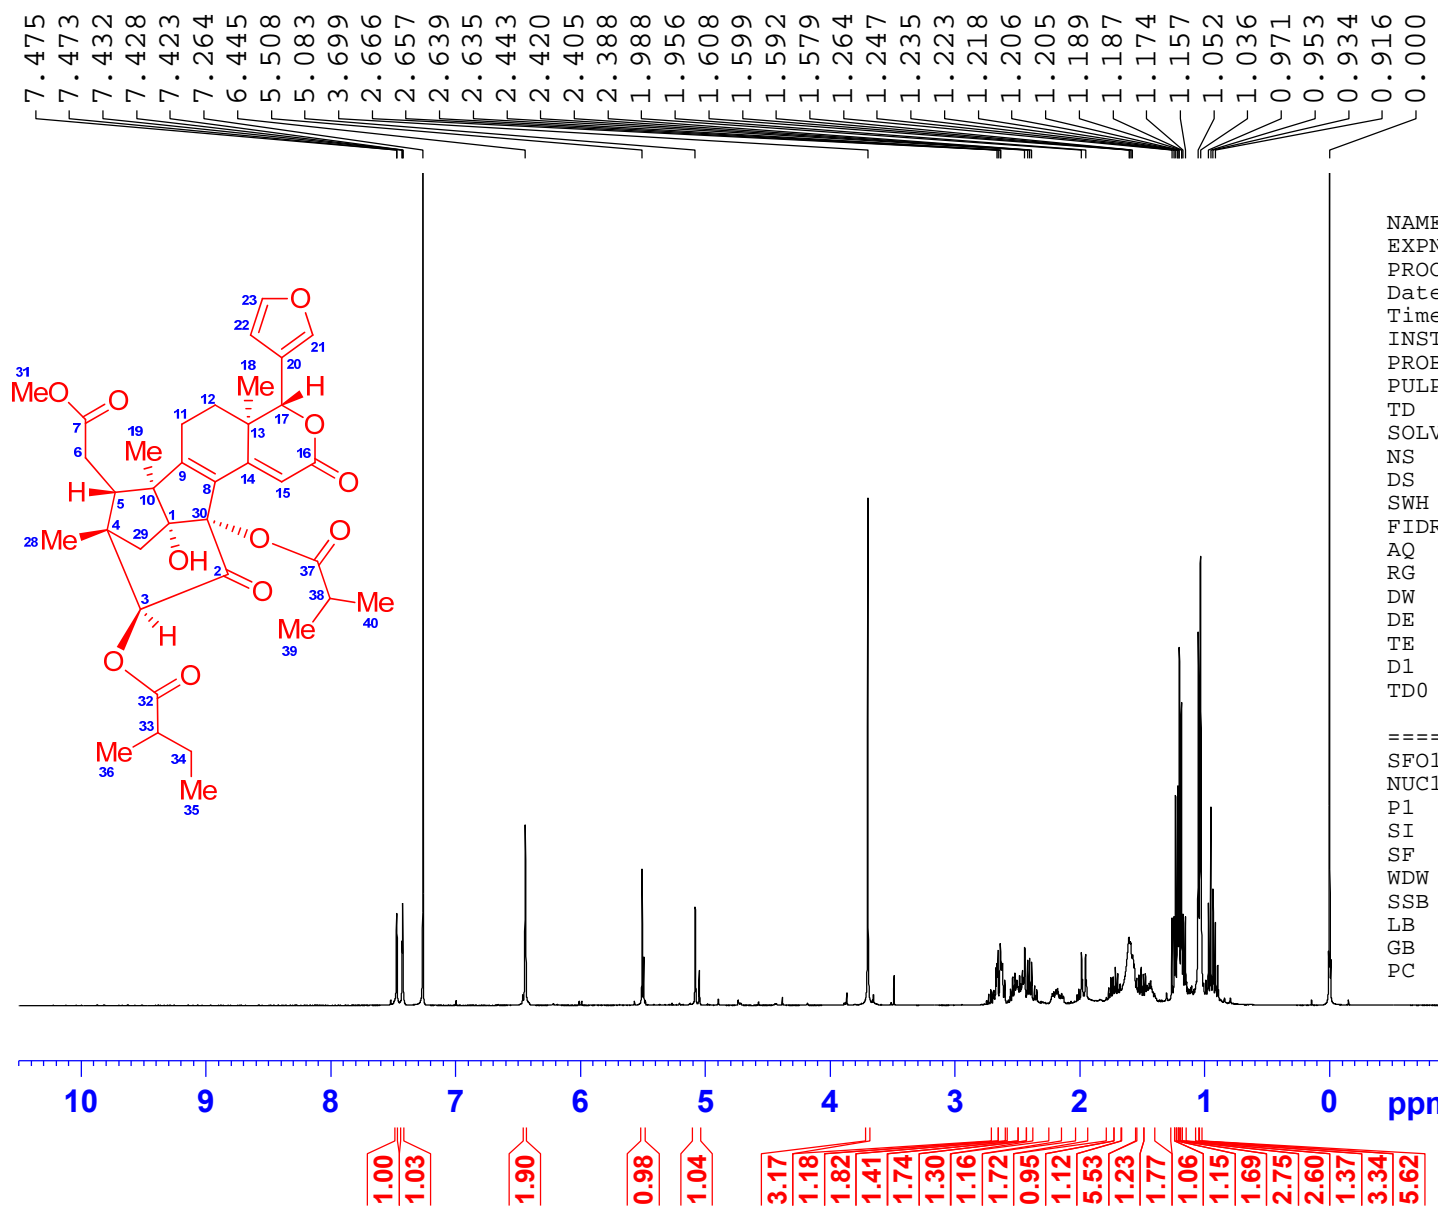 7.475
7.473
7.432
7.428
7.423
7.264
6.445
5.508
5.083
3.699
2.666
2.657
2.639
2.635
2.443
2.420
2.405
2.388
1.988
1.956
1.608
1.599
1.592
1.579
1.264
1.247
1.235
1.223
1.218
1.206
1.205
1.189
1.187
1.174
1.157
1.052
1.036
0.971
0.953
0.934
0.916
0.000
NAME
EXPN
PROC
Date
Time
INST
PROB
PULP
TD
SOLV
NS
DS
SWH
FIDR
AQ
RG
DW
DE
TE
D1
TD0
====
SFO1
NUC1
P1
SI
SF
WDW
SSB
LB
GB
PC
23
O
22
21
20
31
MeO
O
18
Me
H
12
17
O
7
11
13
19
Me
6
16
O
9
14
8
15
H
5
10
1
30
4
29
28
Me
OH
O
O
2
O
37
3
H
38
Me
40
Me
39
O
O
32
33
Me
36
34
Me
35
10 9 8 7 6 5 4 3 2 1 0 ppm
1.00
1.03
1.90
0.98
1.04
3.17
1.18
1.82
1.41
1.74
1.30
1.16
1.72
0.95
1.12
5.53
1.23
1.77
1.06
1.15
1.69
2.75
2.60
1.37
3.34
5.62